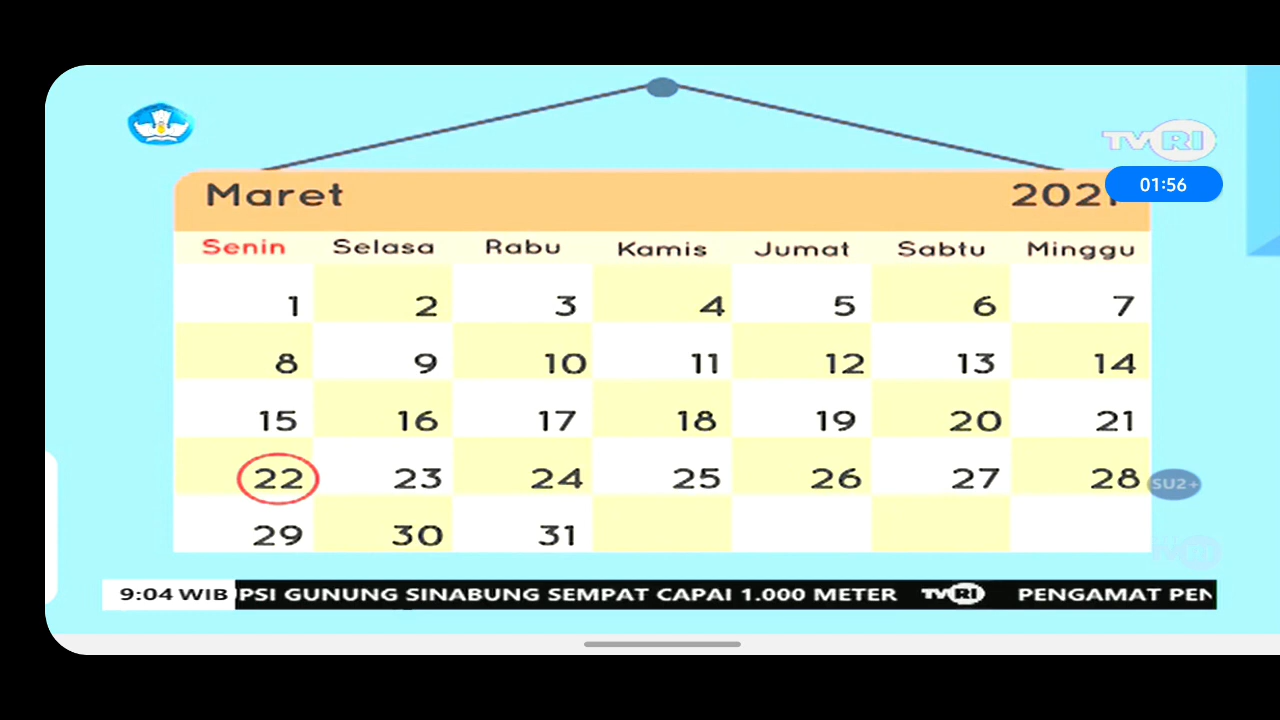 TVRI
Maret 202
01:56
Senin Selasa Rabu Kamis Jumat Sabtu Minggu
1 2 3 4 5 6 7
8 9 10 11 12 13 14
15 16 17 18 19 20 21
22 23 24 25 26 27 28
SU2+
29 30 31
9:04 WIB PSI GUNUNG SINABUNG SEMPAT CAPAI 1.000 METER TVRI PENGAMAT PEN